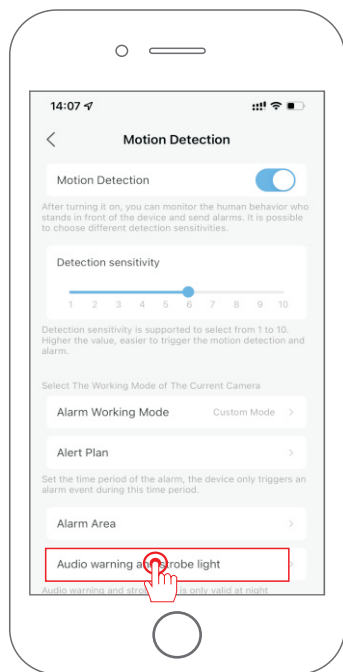 14:07
Motion Detection
Motion Detection
After turning it on, you can monitor the human behavior who
stands in front of the device and send alarms. It is possible
to choose different detection sensitivities.
Detection sensitivity
1 2 3 4 5 6 7 8 9 10
Detection sensitivity is supported to select from 1 to 10.
Higher the value, easier to trigger the motion detection and
alarm.
Select The Working Mode of The Current Camera
Alarm Working Mode Custom Mode
Alert Plan
Set the time period of the alarm, the device only triggers an
alarm event during this time period.
Alarm Area
Audio warning and strobe light
Audio warning and is only valid at night